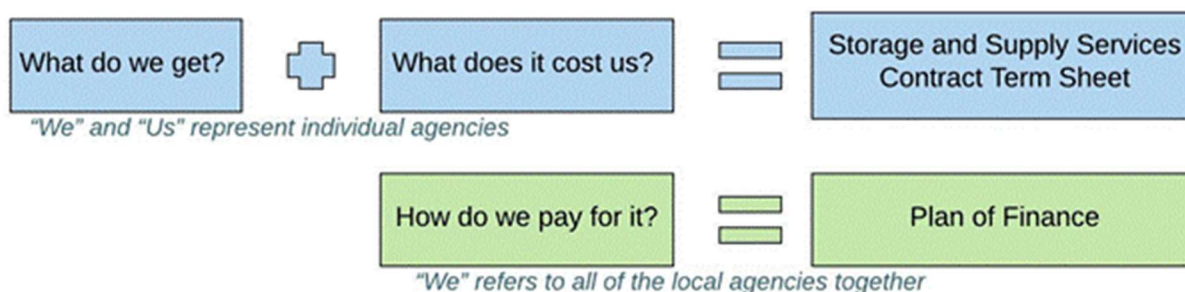 What do we get?
What does it cost us?
Storage and Supply Services
Contract Term Sheet
“We” and “Us” represent individual agencies
How do we pay for it?
Plan of Finance
“We” refers to all of the local agencies together